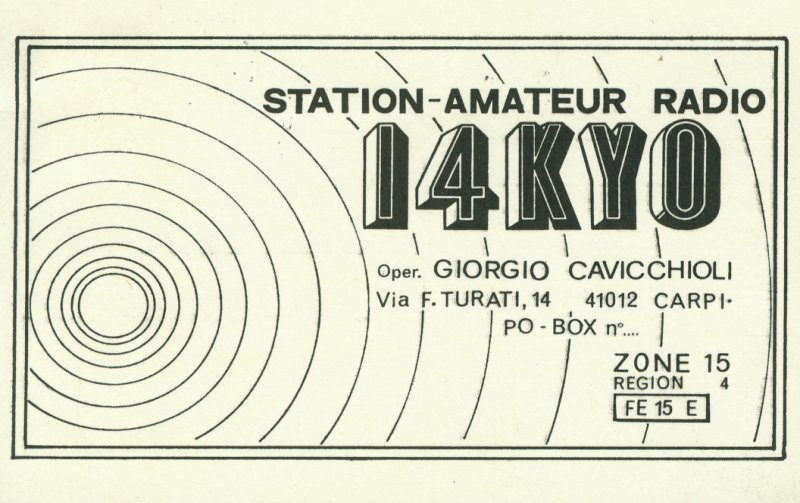 STATION-AMATEUR RADIO
I4KYO
Oper. GIORGIO CAVICCHIOLI
Via F. TURATI, 14 41012 CARPI.
PO-BOX n°....
ZONE 15
REGION 4
FE 15 E